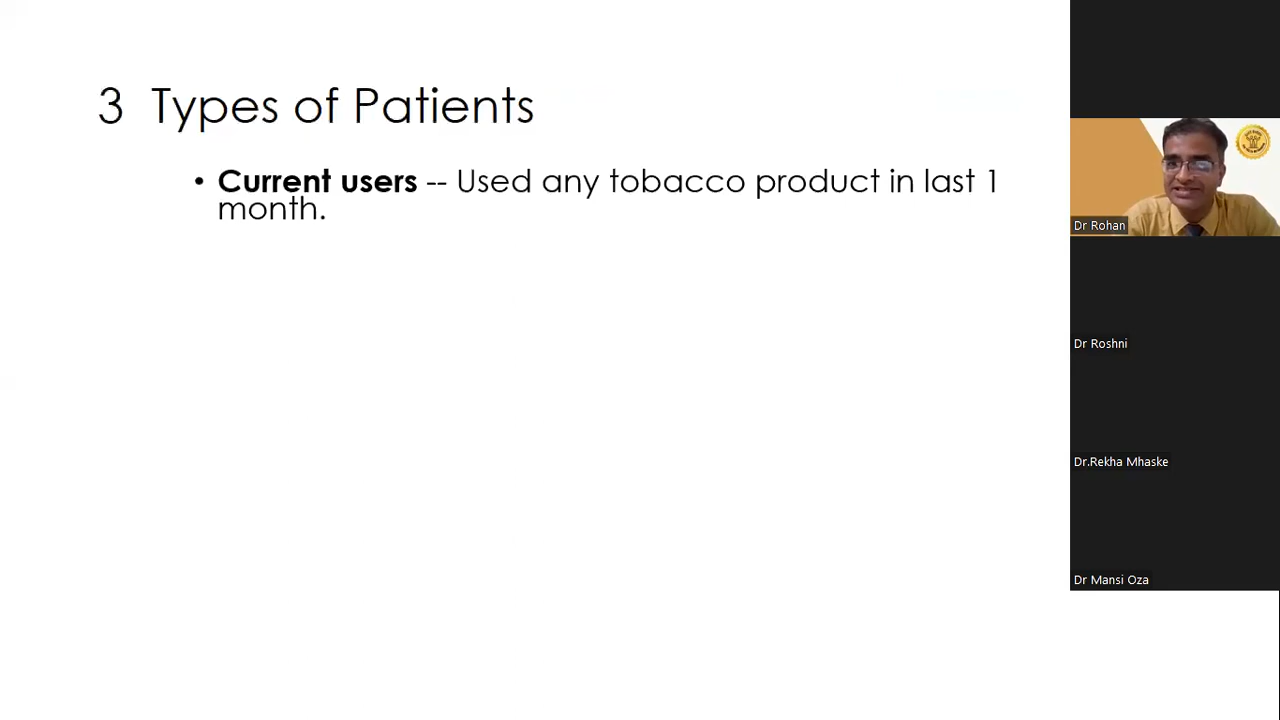 3 Types of Patients
• Current users -- Used any tobacco product in last 1
month.
Dr Rohan
Dr Roshni
Dr.Rekha Mhaske
Dr Mansi Oza